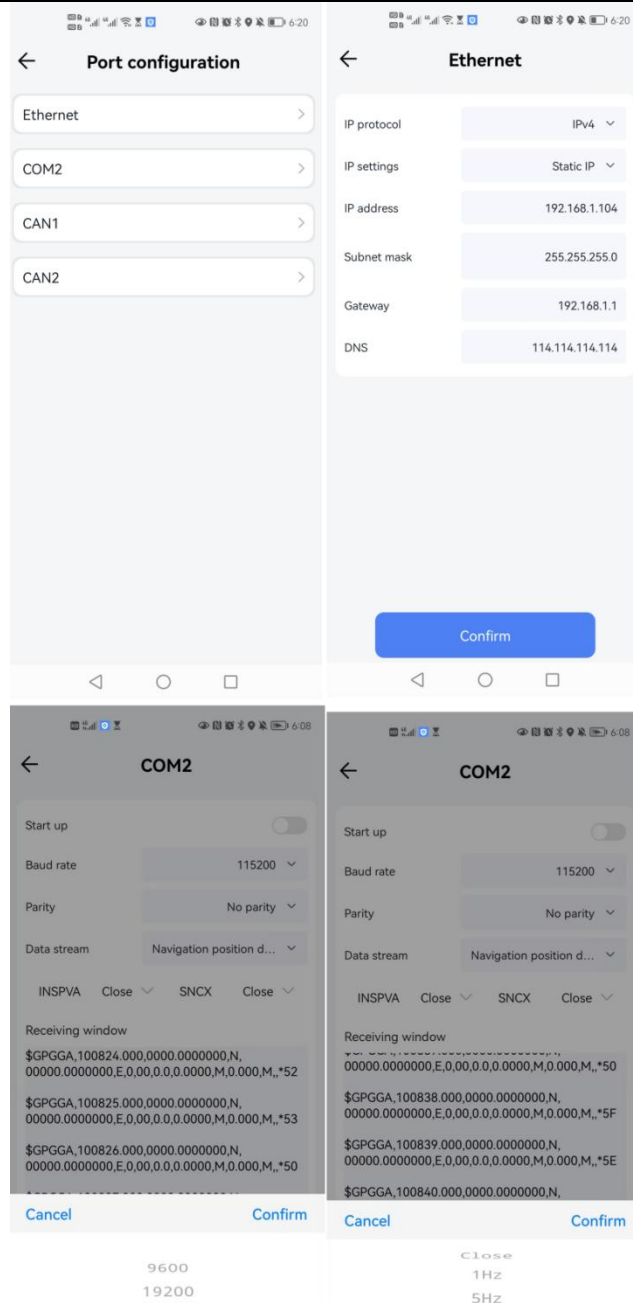 6:20
Port configuration
Ethernet
COM2
CAN1
CAN2
6:20
Ethernet
IP protocol IPv4
IP settings Static IP
IP address 192.168.1.104
Subnet mask 255.255.255.0
Gateway 192.168.1.1
DNS 114.114.114.114
Confirm
6:08
COM2
Start up
Baud rate 115200
Parity No parity
Data stream Navigation position d...
INSPVA Close SNCX Close
Receiving window
$GPGGA,100824.000,0000.0000000,N,
00000.0000000,E,0,00,0.0,0.0000,M,0.000,M,,*52
$GPGGA,100825.000,0000.0000000,N,
00000.0000000,E,0,00,0.0,0.0000,M,0.000,M,,*53
$GPGGA,100826.000,0000.0000000,N,
00000.0000000,E,0,00,0.0,0.0000,M,0.000,M,,*50
Cancel Confirm
9600
19200
6:08
COM2
Start up
Baud rate 115200
Parity No parity
Data stream Navigation position d...
INSPVA Close SNCX Close
Receiving window
00000.0000000,E,0,00,0.0,0.0000,M,0.000,M,,*50
$GPGGA,100838.000,0000.0000000,N,
00000.0000000,E,0,00,0.0,0.0000,M,0.000,M,,*5F
$GPGGA,100839.000,0000.0000000,N,
00000.0000000,E,0,00,0.0,0.0000,M,0.000,M,,*5E
$GPGGA,100840.000,0000.0000000,N,
Cancel Confirm
Close
1Hz
5Hz